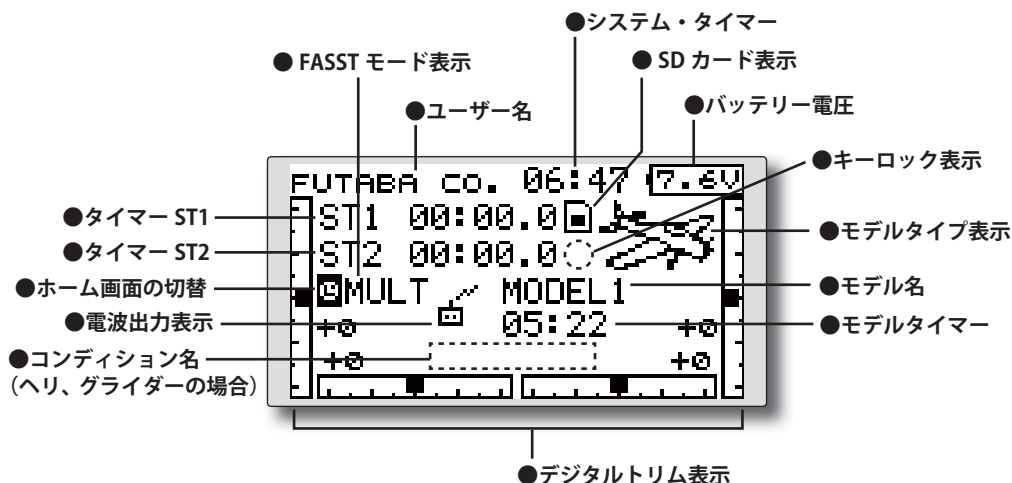 ●システム・タイマー
● FASST モード表示
● SD カード表示
●ユーザー名
●バッテリー電圧
●キーロック表示
FUTABA CO. 06:47 7.6V
●タイマー ST1
ST1 00:00.0
●モデルタイプ表示
●タイマー ST2
ST2 00:00.0
●ホーム画面の切替
MULT MODEL1
●モデル名
●電波出力表示
+0 05:22 +0
●モデルタイマー
●コンディション名
(ヘリ、グライダーの場合)
+0 +0
●デジタルトリム表示